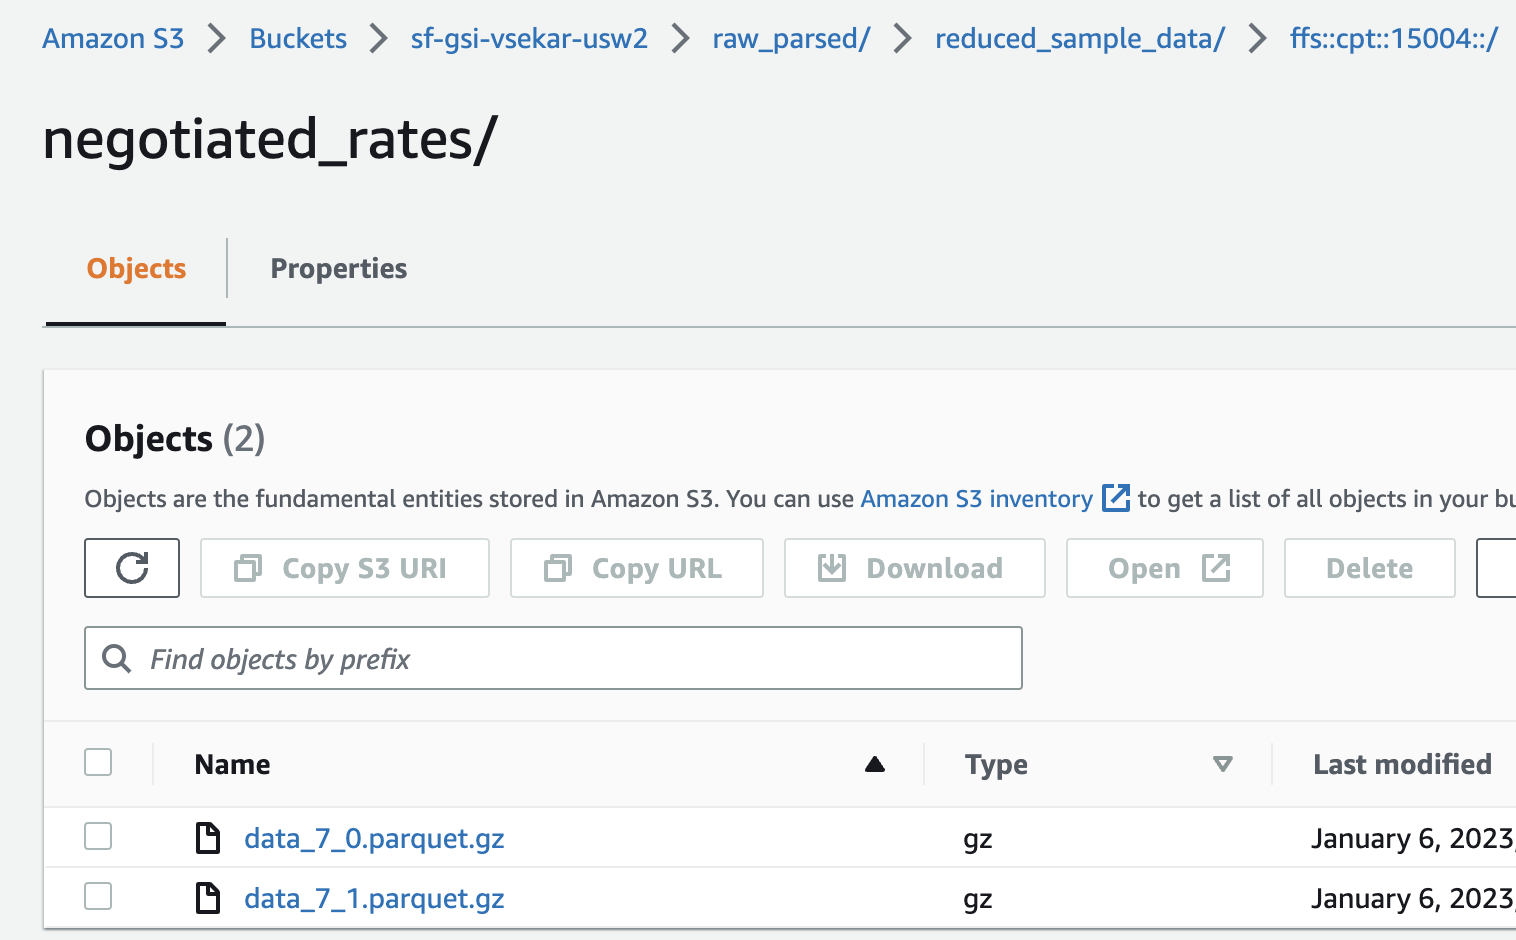 Amazon S3 > Buckets > sf-gsi-vsekar-usw2 > raw_parsed/ > reduced_sample_data/ > ffs::cpt::15004::/
negotiated_rates/
Objects Properties
Objects (2)
Objects are the fundamental entities stored in Amazon S3. You can use Amazon S3 inventory to get a list of all objects in your bu
Copy S3 URI Copy URL Download Open Delete
Find objects by prefix
Name Type Last modified
data_7_0.parquet.gz gz January 6, 2023,
data_7_1.parquet.gz gz January 6, 2023,